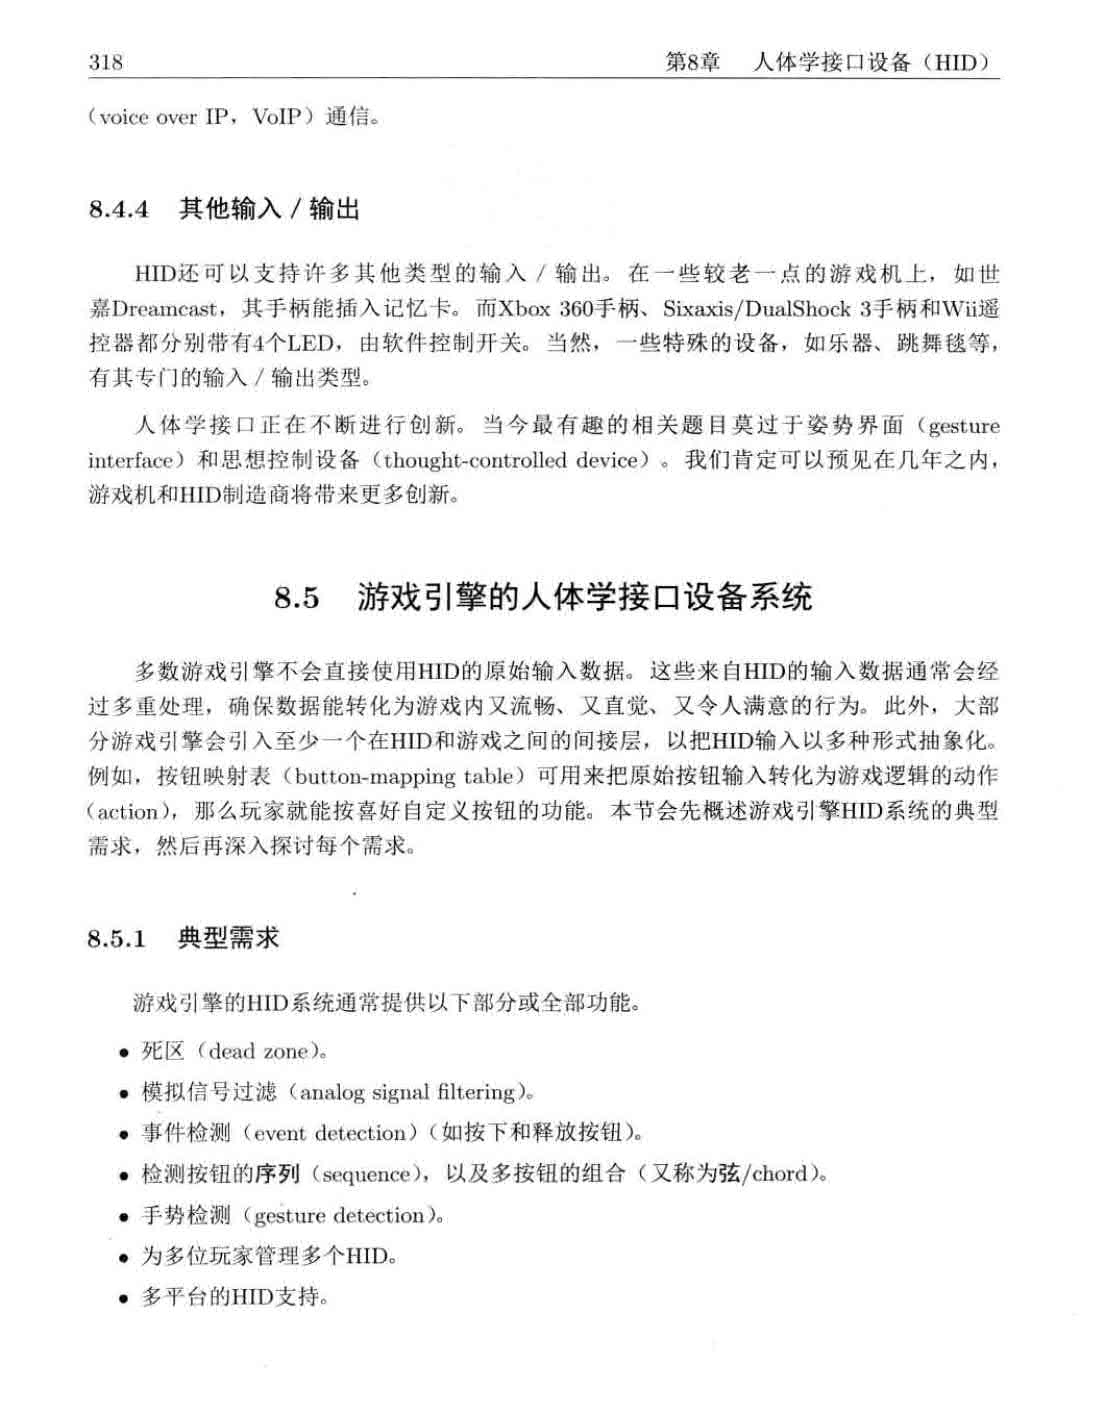 318 第8章 人体学接口设备（HID）
（voice over IP，VoIP）通信。
8.4.4 其他输入／输出
HID还可以支持许多其他类型的输入／输出。在一些较老一点的游戏机上，如世
嘉Dreamcast，其手柄能插入记忆卡。而Xbox 360手柄、Sixaxis/DualShock 3手柄和Wii遥
控器都分别带有4个LED，由软件控制开关。当然，一些特殊的设备，如乐器、跳舞毯等，
有其专门的输入／输出类型。
人体学接口正在不断进行创新。当今最有趣的相关题目莫过于姿势界面（gesture
interface）和思想控制设备（thought-controlled device）。我们肯定可以预见在几年之内，
游戏机和HID制造商将带来更多创新。
8.5 游戏引擎的人体学接口设备系统
多数游戏引擎不会直接使用HID的原始输入数据。这些来自HID的输入数据通常会经
过多重处理，确保数据能转化为游戏内又流畅、又直觉、又令人满意的行为。此外，大部
分游戏引擎会引入至少一个在HID和游戏之间的间接层，以把HID输入以多种形式抽象化。
例如，按钮映射表（button-mapping table）可用来把原始按钮输入转化为游戏逻辑的动作
（action），那么玩家就能按喜好自定义按钮的功能。本节会先概述游戏引擎HID系统的典型
需求，然后再深入探讨每个需求。
8.5.1 典型需求
游戏引擎的HID系统通常提供以下部分或全部功能。
● 死区（dead zone）。
● 模拟信号过滤（analog signal filtering）。
● 事件检测（event detection）（如按下和释放按钮）。
● 检测按钮的序列（sequence），以及多按钮的组合（又称为弦/chord）。
● 手势检测（gesture detection）。
● 为多位玩家管理多个HID。
● 多平台的HID支持。